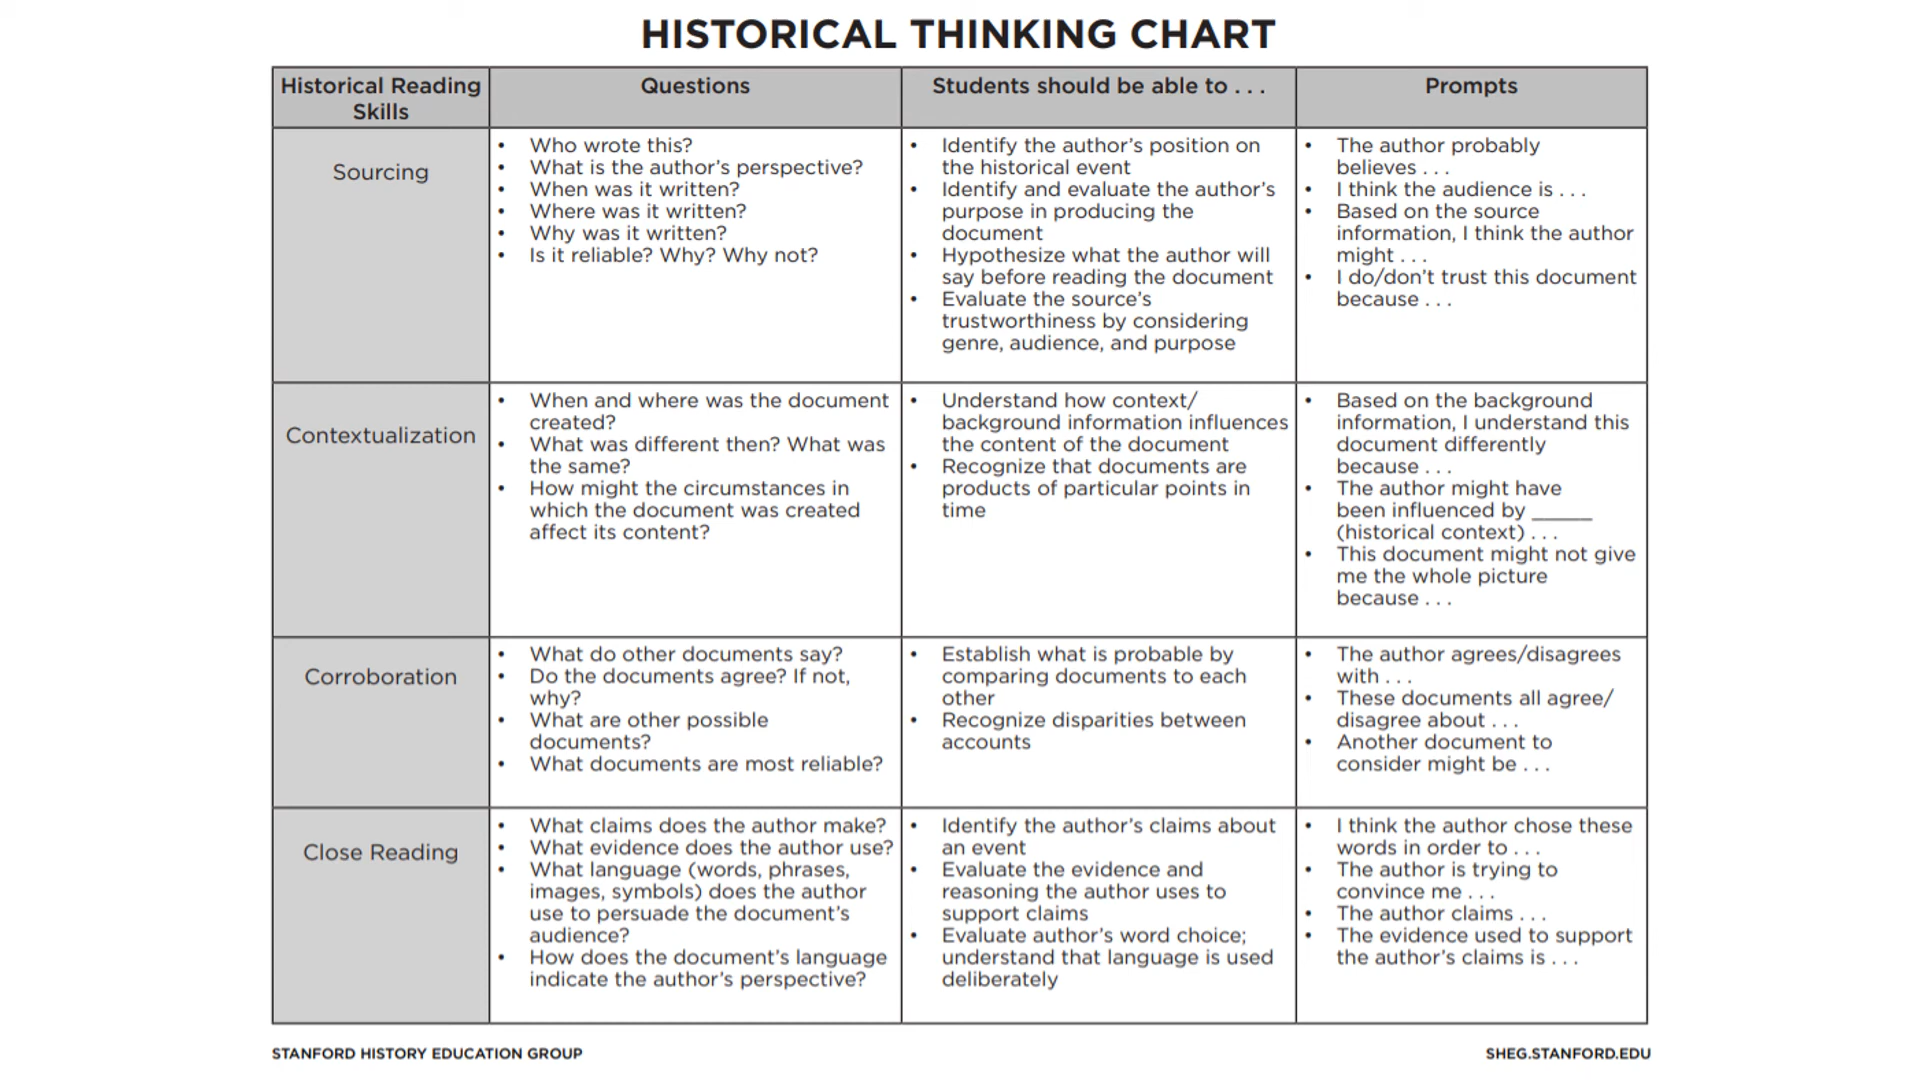 HISTORICAL THINKING CHART
Historical Reading
Skills
Questions
Students should be able to . . .
Prompts
Sourcing
• Who wrote this?
• What is the author’s perspective?
• When was it written?
• Where was it written?
• Why was it written?
• Is it reliable? Why? Why not?
• Identify the author’s position on
the historical event
• Identify and evaluate the author’s
purpose in producing the
document
• Hypothesize what the author will
say before reading the document
• Evaluate the source’s
trustworthiness by considering
genre, audience, and purpose
• The author probably
believes . . .
• I think the audience is . . .
• Based on the source
information, I think the author
might . . .
• I do/don’t trust this document
because . . .
Contextualization
• When and where was the document
created?
• What was different then? What was
the same?
• How might the circumstances in
which the document was created
affect its content?
• Understand how context/
background information influences
the content of the document
• Recognize that documents are
products of particular points in
time
• Based on the background
information, I understand this
document differently
because . . .
• The author might have
been influenced by _____
(historical context) . . .
• This document might not give
me the whole picture
because . . .
Corroboration
• What do other documents say?
• Do the documents agree? If not,
why?
• What are other possible
documents?
• What documents are most reliable?
• Establish what is probable by
comparing documents to each
other
• Recognize disparities between
accounts
• The author agrees/disagrees
with . . .
• These documents all agree/
disagree about . . .
• Another document to
consider might be . . .
Close Reading
• What claims does the author make?
• What evidence does the author use?
• What language (words, phrases,
images, symbols) does the author
use to persuade the document’s
audience?
• How does the document’s language
indicate the author’s perspective?
• Identify the author’s claims about
an event
• Evaluate the evidence and
reasoning the author uses to
support claims
• Evaluate author’s word choice;
understand that language is used
deliberately
• I think the author chose these
words in order to . . .
• The author is trying to
convince me . . .
• The author claims . . .
• The evidence used to support
the author’s claims is . . .
STANFORD HISTORY EDUCATION GROUP
SHEG.STANFORD.EDU